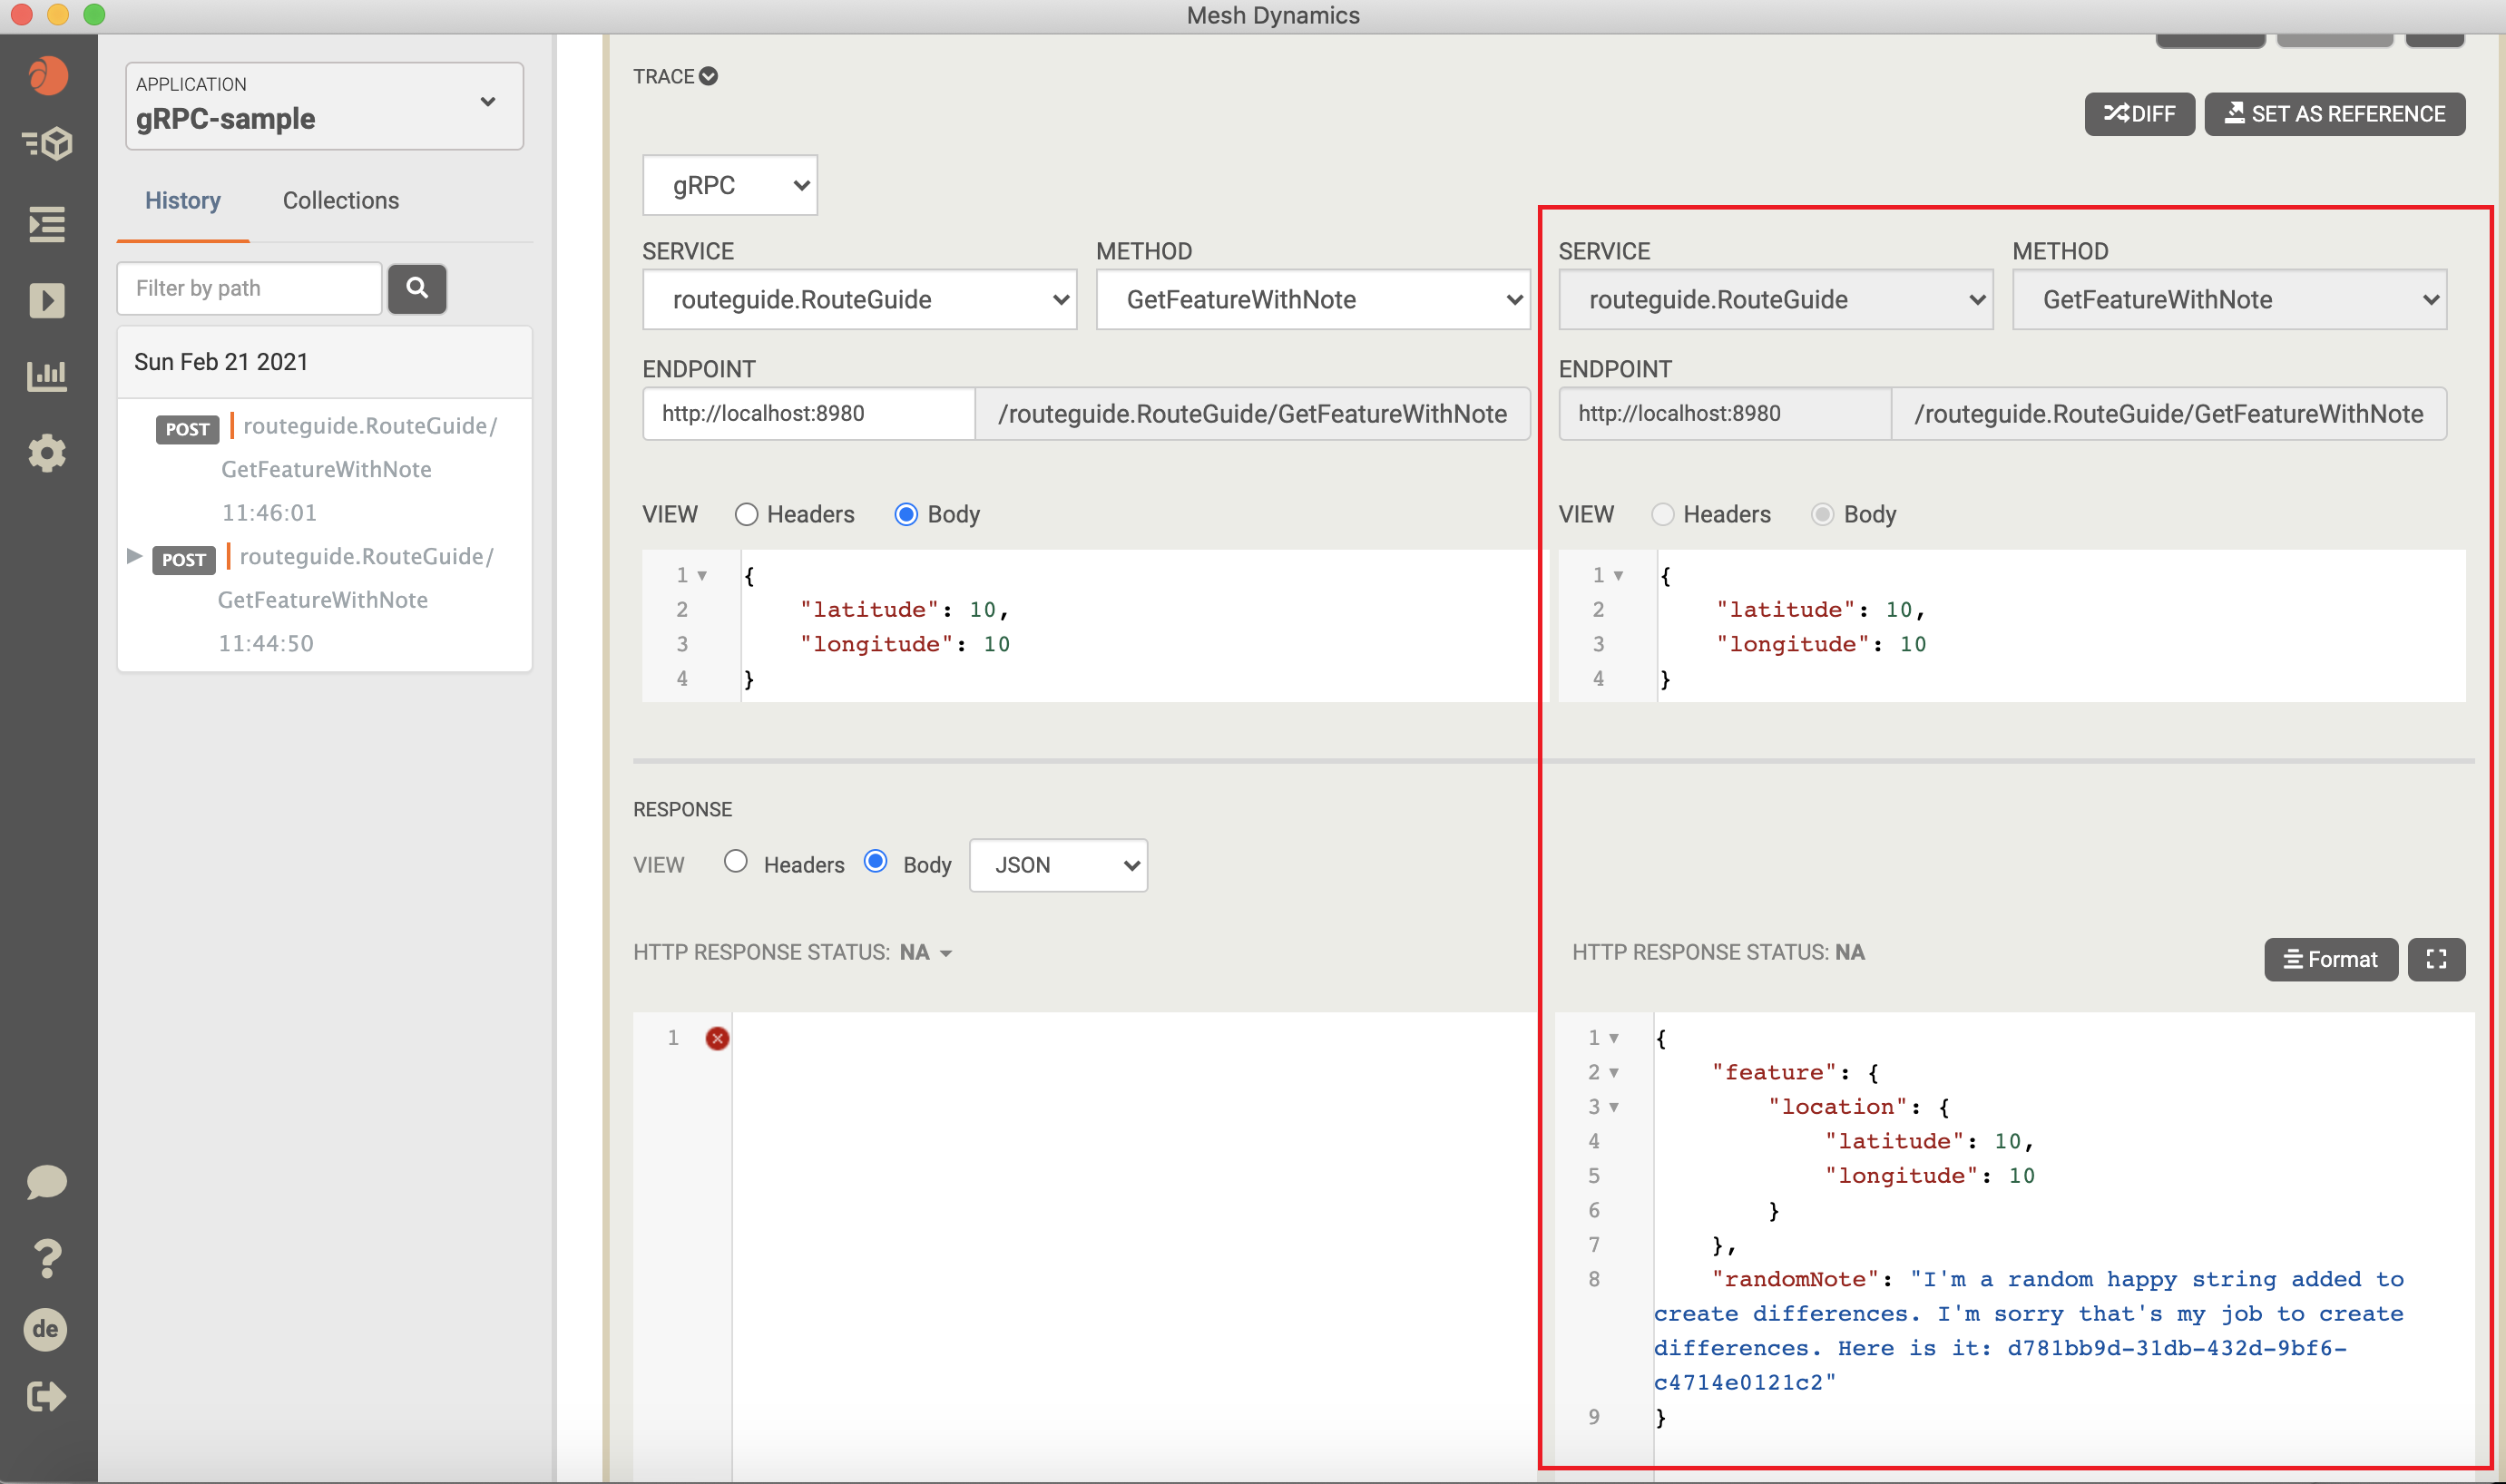 Mesh Dynamics
APPLICATION
gRPC-sample
History Collections
Filter by path
Sun Feb 21 2021
POST routeguide.RouteGuide/
GetFeatureWithNote
11:46:01
POST routeguide.RouteGuide/
GetFeatureWithNote
11:44:50
de
TRACE
DIFF SET AS REFERENCE
gRPC
SERVICE METHOD
routeguide.RouteGuide GetFeatureWithNote
ENDPOINT
http://localhost:8980 /routeguide.RouteGuide/GetFeatureWithNote
VIEW Headers Body
1 {
2 "latitude": 10,
3 "longitude": 10
4 }
SERVICE METHOD
routeguide.RouteGuide GetFeatureWithNote
ENDPOINT
http://localhost:8980 /routeguide.RouteGuide/GetFeatureWithNote
VIEW Headers Body
1 {
2 "latitude": 10,
3 "longitude": 10
4 }
RESPONSE
VIEW Headers Body JSON
HTTP RESPONSE STATUS: NA
1
HTTP RESPONSE STATUS: NA
Format
1 {
2 "feature": {
3 "location": {
4 "latitude": 10,
5 "longitude": 10
6 }
7 },
8 "randomNote": "I'm a random happy string added to
create differences. I'm sorry that's my job to create
differences. Here is it: d781bb9d-31db-432d-9bf6-
c4714e0121c2"
9 }